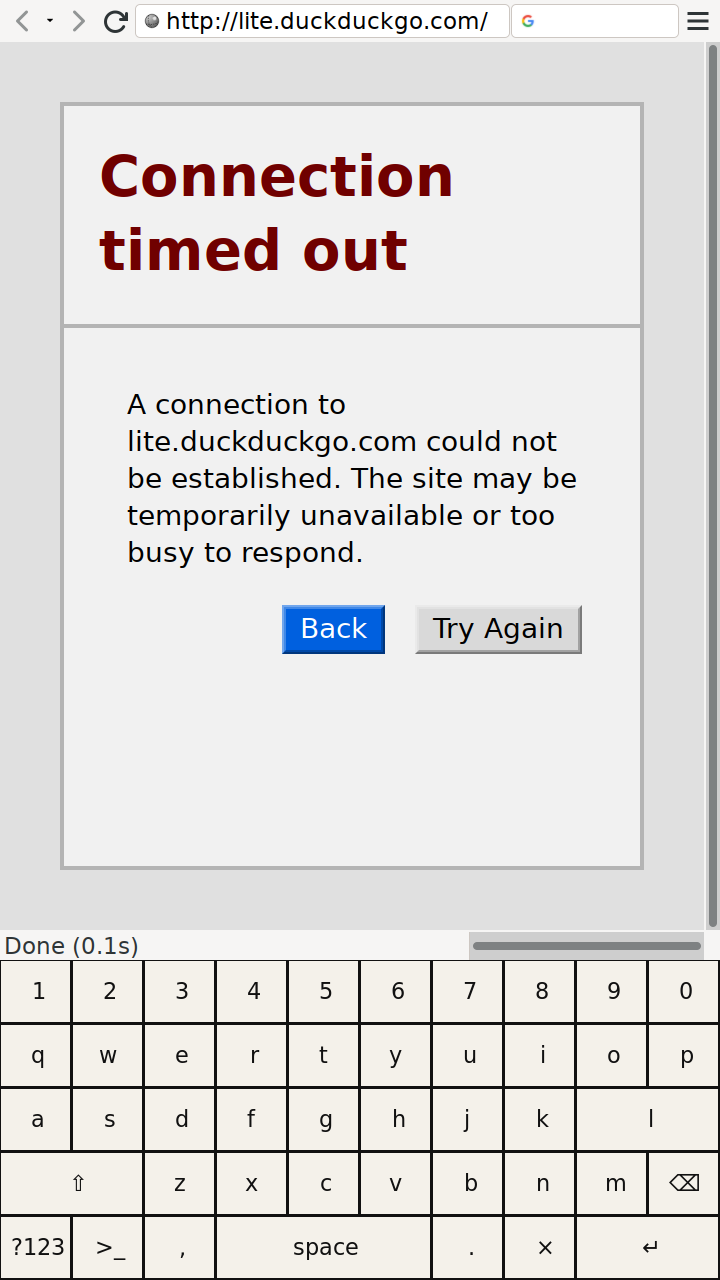 http://lite.duckduckgo.com/
Connection
timed out
A connection to
lite.duckduckgo.com could not
be established. The site may be
temporarily unavailable or too
busy to respond.
Back Try Again
Done (0.1s)
1 2 3 4 5 6 7 8 9 0
q w e r t y u i o p
a s d f g h j k l
⇧ z x c v b n m ⌫
?123 >_ , space . × ↵